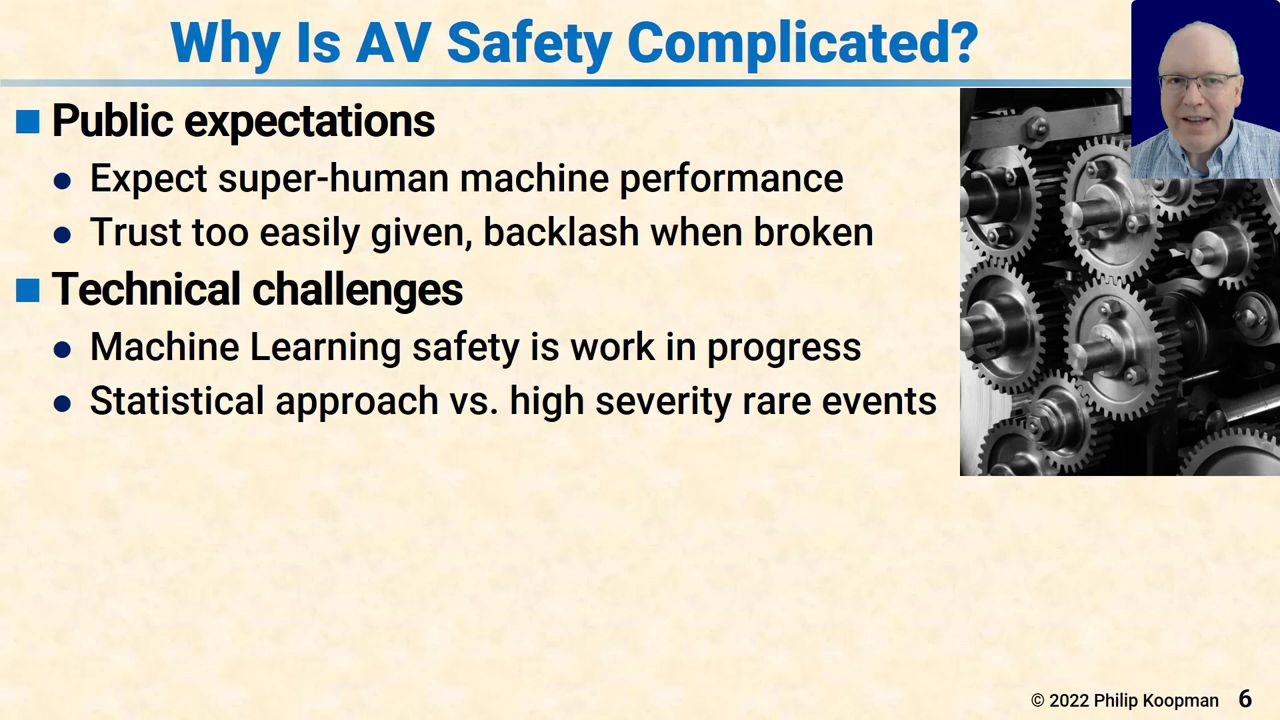 Why Is AV Safety Complicated?
Public expectations
Expect super-human machine performance
Trust too easily given, backlash when broken
Technical challenges
Machine Learning safety is work in progress
Statistical approach vs. high severity rare events
© 2022 Philip Koopman 6